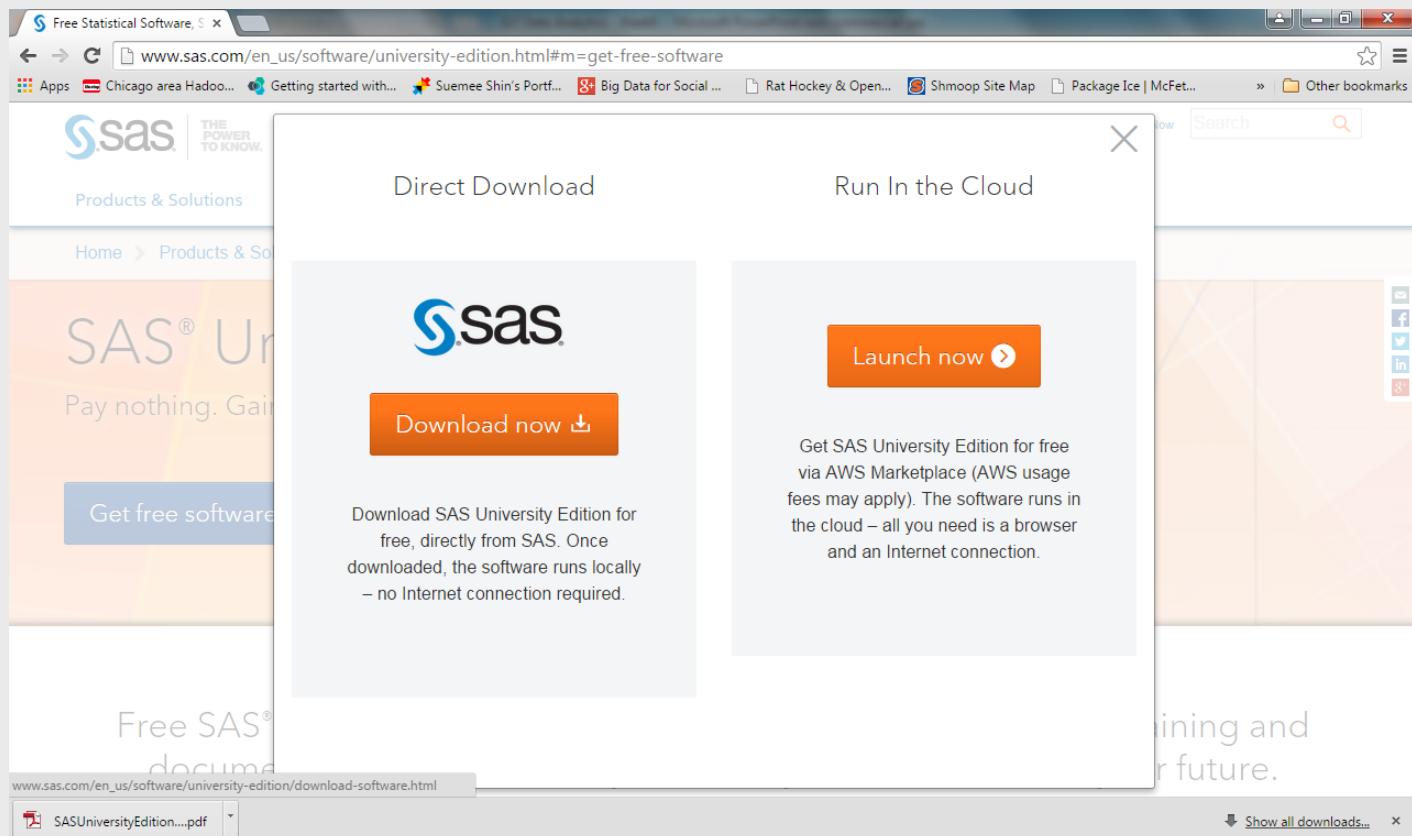 Free Statistical Software, S
www.sas.com/en_us/software/university-edition.html#m=get-free-software
Apps Chicago area Hadoo... Getting started with... Suemee Shin's Portf... Big Data for Social ... Rat Hockey & Open... Shmoop Site Map Package Ice | McFet... » Other bookmarks
sas THE
POWER
TO KNOW.
Now Search
Products & Solutions
Home Products & Sol
SAS® Un
Pay nothing. Gain
Get free software
Direct Download
sas
Download now
Download SAS University Edition for
free, directly from SAS. Once
downloaded, the software runs locally
– no Internet connection required.
Run In the Cloud
Launch now
Get SAS University Edition for free
via AWS Marketplace (AWS usage
fees may apply). The software runs in
the cloud – all you need is a browser
and an Internet connection.
Free SAS® ining and
docume r future.
www.sas.com/en_us/software/university-edition/download-software.html
SASUniversityEdition....pdf Show all downloads...